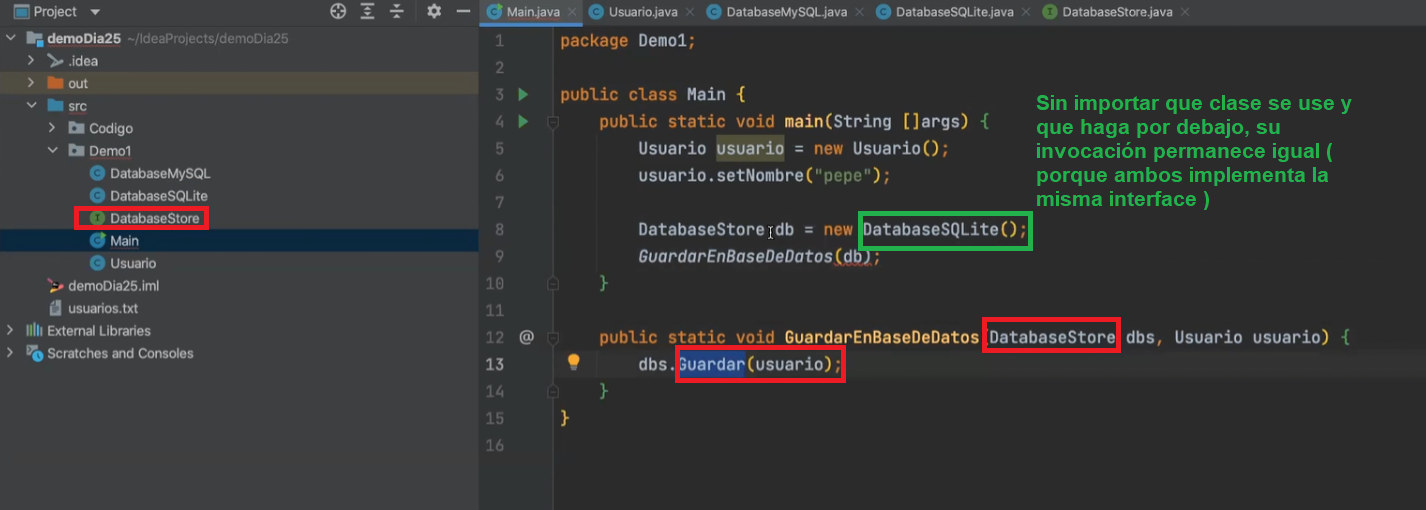 Project
Main.java
Usuario.java
DatabaseMySQL.java
DatabaseSQLite.java
DatabaseStore.java
demoDia25 ~/IdeaProjects/demoDia25
.idea
out
src
Codigo
Demo1
DatabaseMySQL
DatabaseSQLite
DatabaseStore
Main
Usuario
demoDia25.iml
usuarios.txt
External Libraries
Scratches and Consoles
1 package Demo1;
2
3 public class Main {
4 public static void main(String []args) {
5 Usuario usuario = new Usuario();
6 usuario.setNombre("pepe");
7
8 DatabaseStore db = new DatabaseSQLite();
9 GuardarEnBaseDeDatos(db);
10 }
11
12 @ public static void GuardarEnBaseDeDatos(DatabaseStore dbs, Usuario usuario) {
13 dbs.Guardar(usuario);
14 }
15 }
16
Sin importar que clase se use y
que haga por debajo, su
invocación permanece igual (
porque ambos implementa la
misma interface )